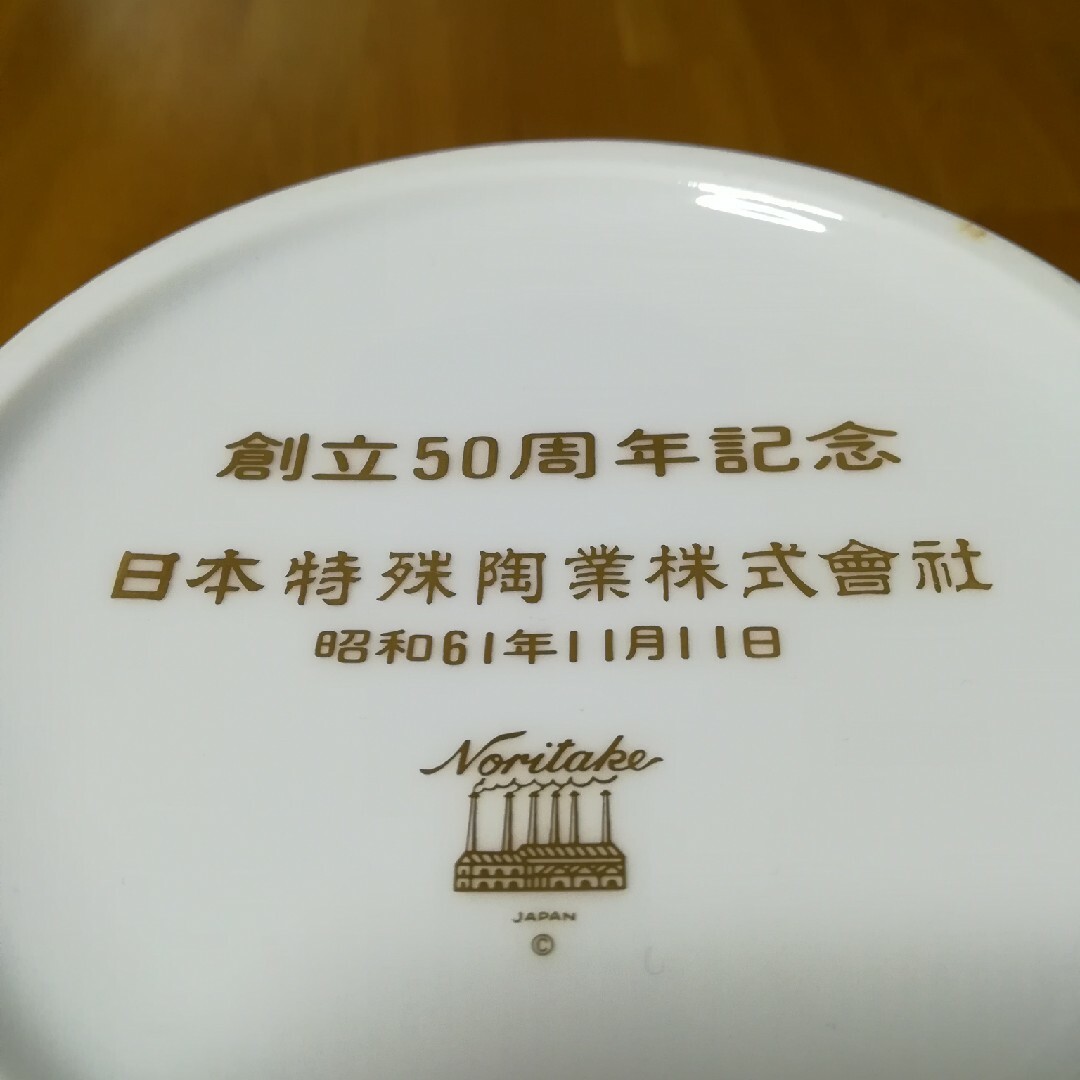 創立50周年記念
日本特殊陶業株式會社
昭和61年11月11日
Noritake
JAPAN
©